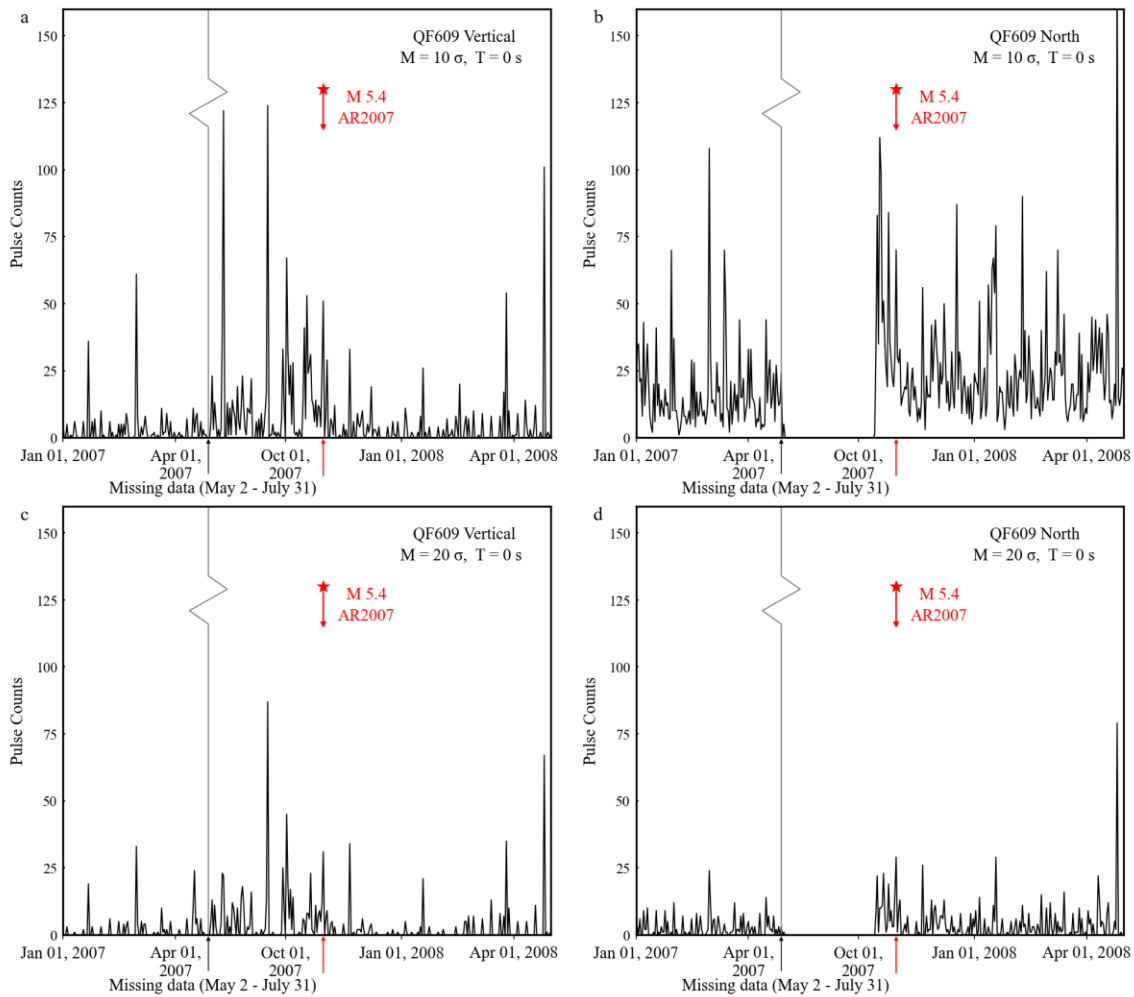 a
QF609 Vertical
M = 10 σ, T = 0 s
M 5.4
AR2007
Pulse Counts
150
125
100
75
50
25
0
Jan 01, 2007
Apr 01,
2007
Oct 01,
2007
Jan 01, 2008
Apr 01, 2008
Missing data (May 2 - July 31)
b
QF609 North
M = 10 σ, T = 0 s
M 5.4
AR2007
Pulse Counts
150
125
100
75
50
25
0
Jan 01, 2007
Apr 01,
2007
Oct 01,
2007
Jan 01, 2008
Apr 01, 2008
Missing data (May 2 - July 31)
c
QF609 Vertical
M = 20 σ, T = 0 s
M 5.4
AR2007
Pulse Counts
150
125
100
75
50
25
0
Jan 01, 2007
Apr 01,
2007
Oct 01,
2007
Jan 01, 2008
Apr 01, 2008
Missing data (May 2 - July 31)
d
QF609 North
M = 20 σ, T = 0 s
M 5.4
AR2007
Pulse Counts
150
125
100
75
50
25
0
Jan 01, 2007
Apr 01,
2007
Oct 01,
2007
Jan 01, 2008
Apr 01, 2008
Missing data (May 2 - July 31)